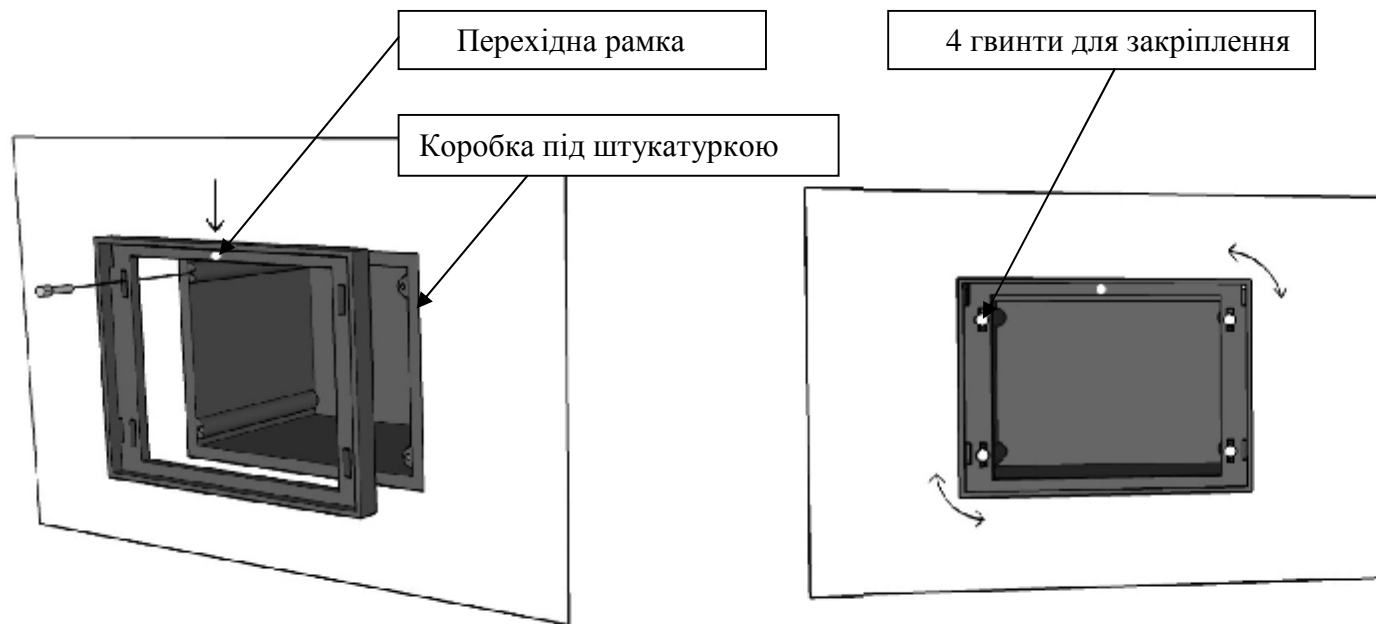 Перехідна рамка
4 гвинти для закріплення
Коробка під штукатуркою